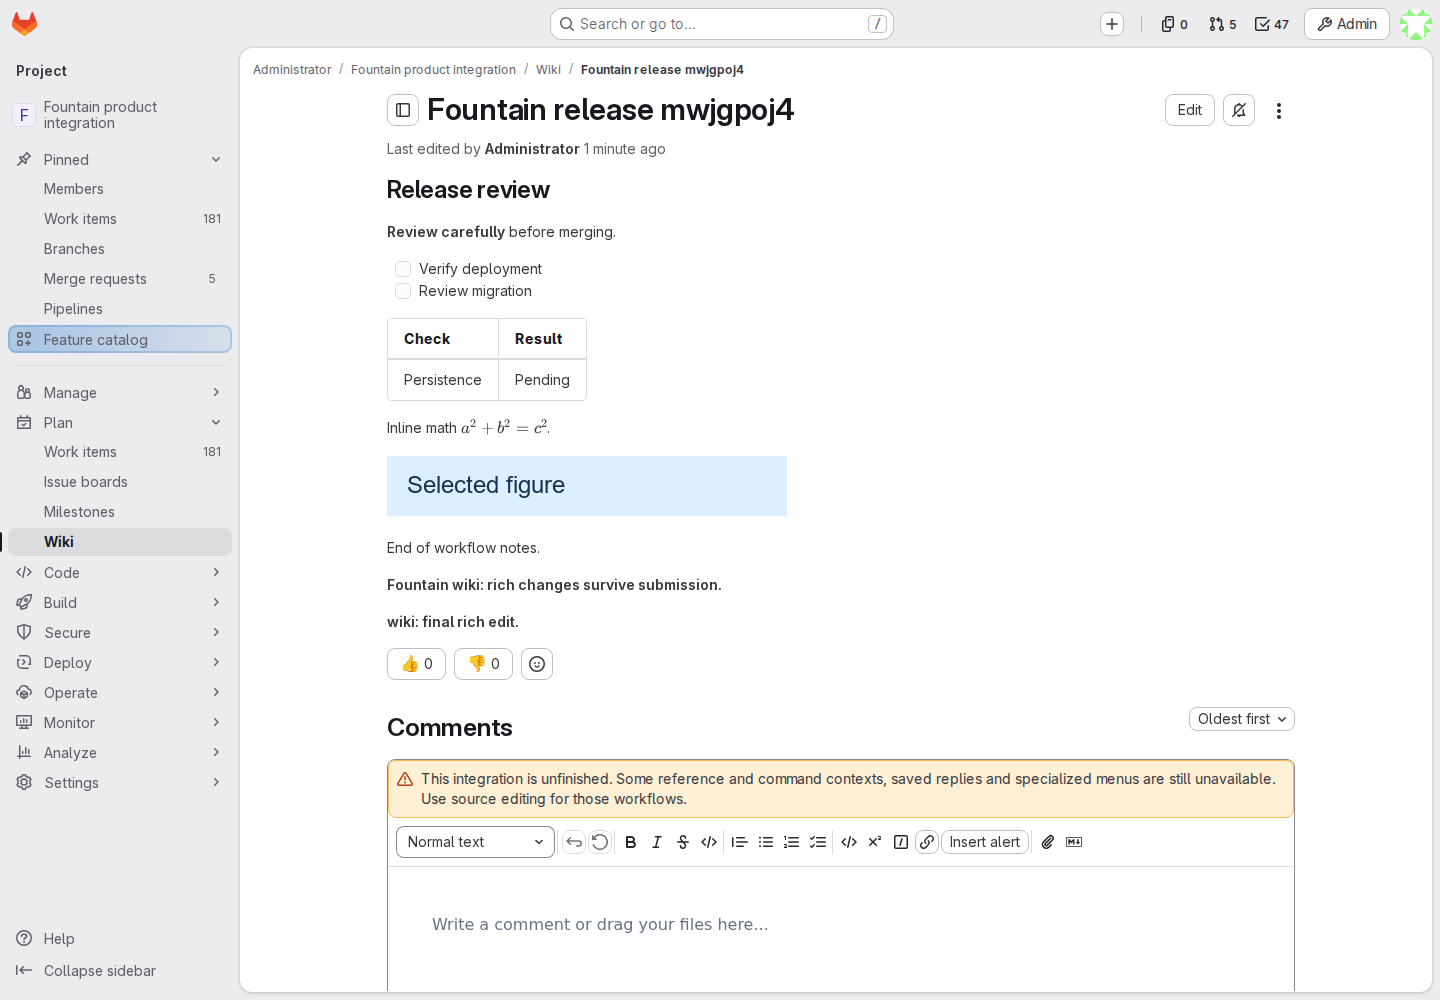 Search or go to...
/
0
5
47
Admin
Project
F
Fountain product
integration
Pinned
Members
Work items
181
Branches
Merge requests
5
Pipelines
Feature catalog
Manage
Plan
Work items
181
Issue boards
Milestones
Wiki
Code
Build
Secure
Deploy
Operate
Monitor
Analyze
Settings
Help
Collapse sidebar
Administrator / Fountain product integration / Wiki / Fountain release mwjgpoj4
Fountain release mwjgpoj4
Edit
Last edited by Administrator 1 minute ago
Release review
Review carefully before merging.
Verify deployment
Review migration
Check Result
Persistence Pending
Inline math a² + b² = c².
Selected figure
End of workflow notes.
Fountain wiki: rich changes survive submission.
wiki: final rich edit.
👍 0 👎 0
Comments
Oldest first
This integration is unfinished. Some reference and command contexts, saved replies and specialized menus are still unavailable.
Use source editing for those workflows.
Normal text
Insert alert
Write a comment or drag your files here...